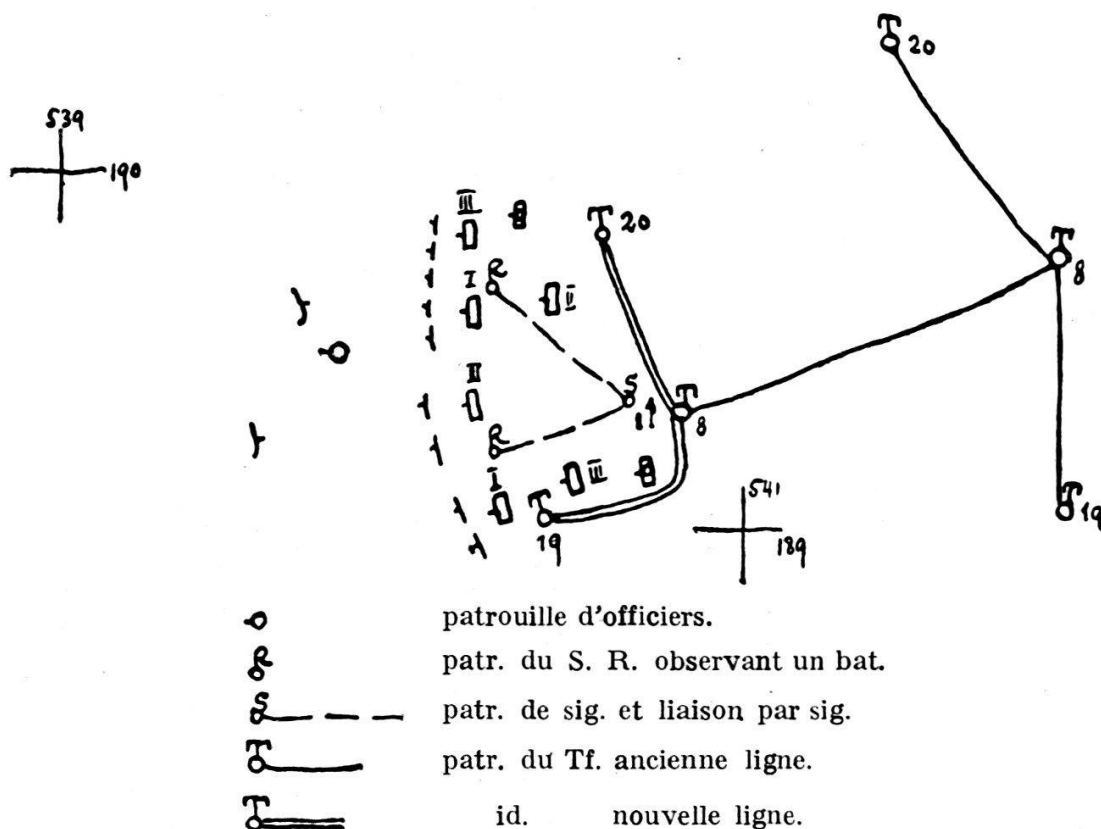 T
20
539
190
III
T
20
I
R
II
T
8
II
S
T
8
R
I
III
T
19
541
189
T
19
patrouille d'officiers.
R
patr. du S. R. observant un bat.
S
patr. de sig. et liaison par sig.
T
patr. du Tf. ancienne ligne.
T
id. nouvelle ligne.